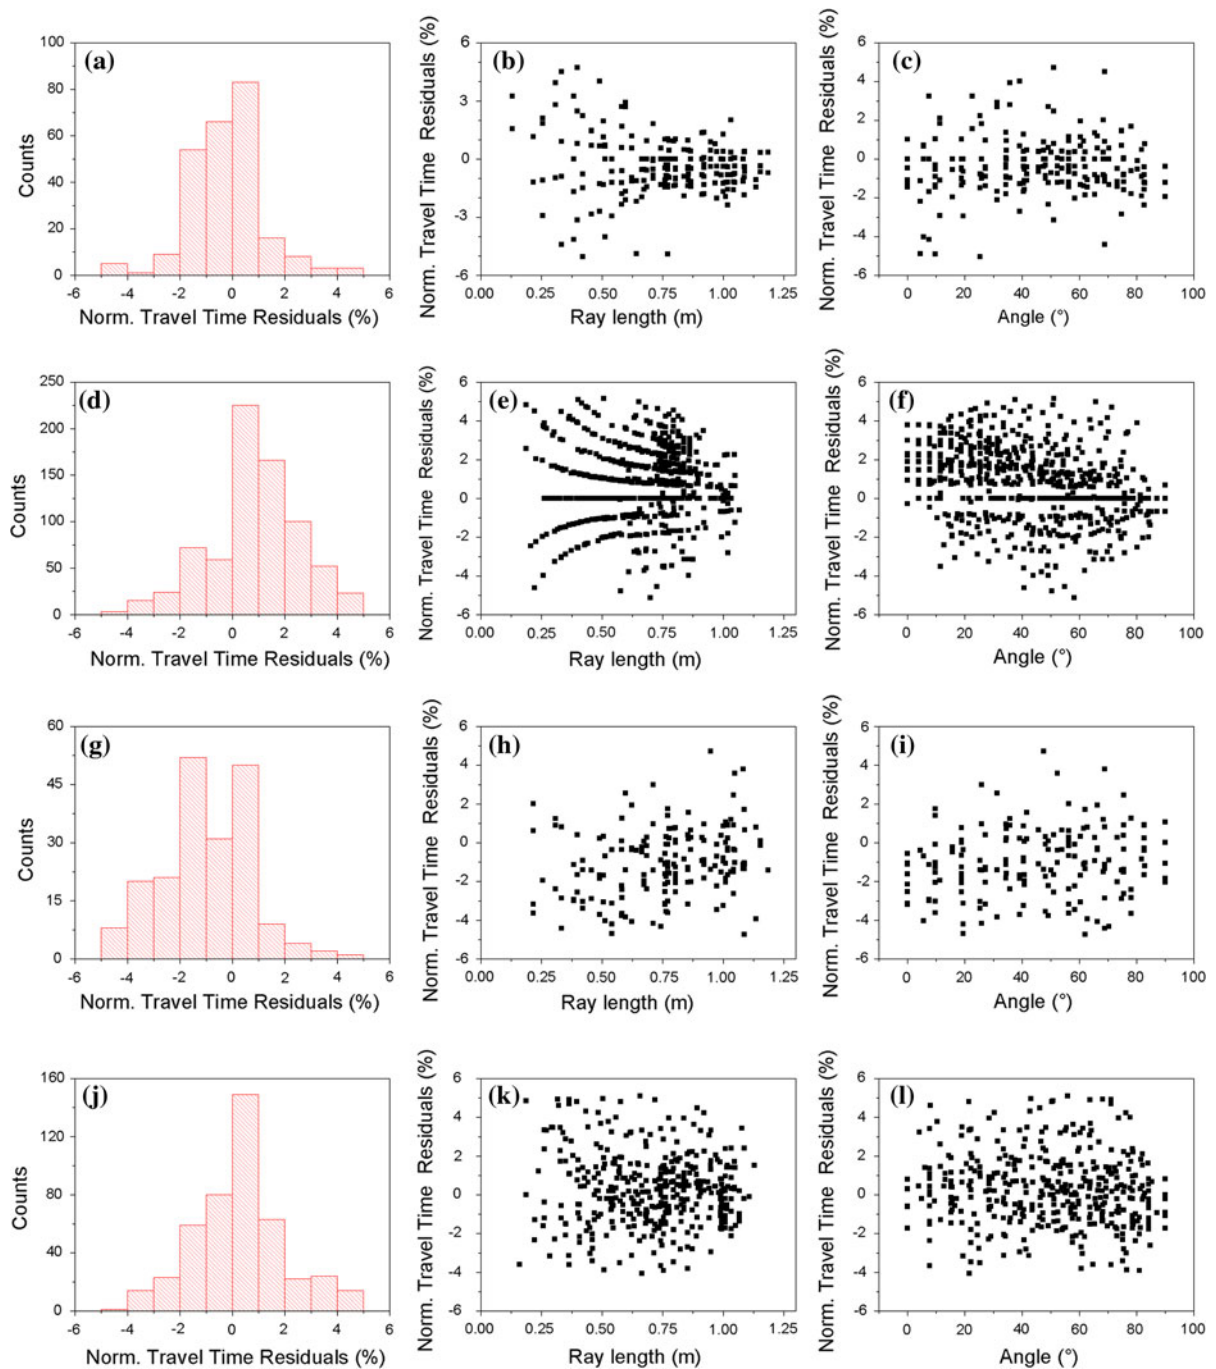 (a)
100
80
60
40
20
0
Counts
-6 -4 -2 0 2 4 6
Norm. Travel Time Residuals (%)
(b)
6
3
0
-3
-6
Norm. Travel Time Residuals (%)
0.00 0.25 0.50 0.75 1.00 1.25
Ray length (m)
(c)
6
4
2
0
-2
-4
-6
Norm. Travel Time Residuals (%)
0 20 40 60 80 100
Angle (°)
(d)
250
200
150
100
50
0
Counts
-6 -4 -2 0 2 4 6
Norm. Travel Time Residuals (%)
(e)
6
4
2
0
-2
-4
-6
Norm. Travel Time Residuals (%)
0.00 0.25 0.50 0.75 1.00 1.25
Ray length (m)
(f)
6
4
2
0
-2
-4
-6
Norm. Travel Time Residuals (%)
0 20 40 60 80 100
Angle (°)
(g)
60
45
30
15
0
Counts
-6 -4 -2 0 2 4 6
Norm. Travel Time Residuals (%)
(h)
6
4
2
0
-2
-4
-6
Norm. Travel Time Residuals (%)
0.00 0.25 0.50 0.75 1.00 1.25
Ray length (m)
(i)
6
4
2
0
-2
-4
-6
Norm. Travel Time Residuals (%)
0 20 40 60 80 100
Angle (°)
(j)
160
120
80
40
0
Counts
-6 -4 -2 0 2 4 6
Norm. Travel Time Residuals (%)
(k)
6
4
2
0
-2
-4
-6
Norm. Travel Time Residuals (%)
0.00 0.25 0.50 0.75 1.00 1.25
Ray length (m)
(l)
6
4
2
0
-2
-4
-6
Norm. Travel Time Residuals (%)
0 20 40 60 80 100
Angle (°)